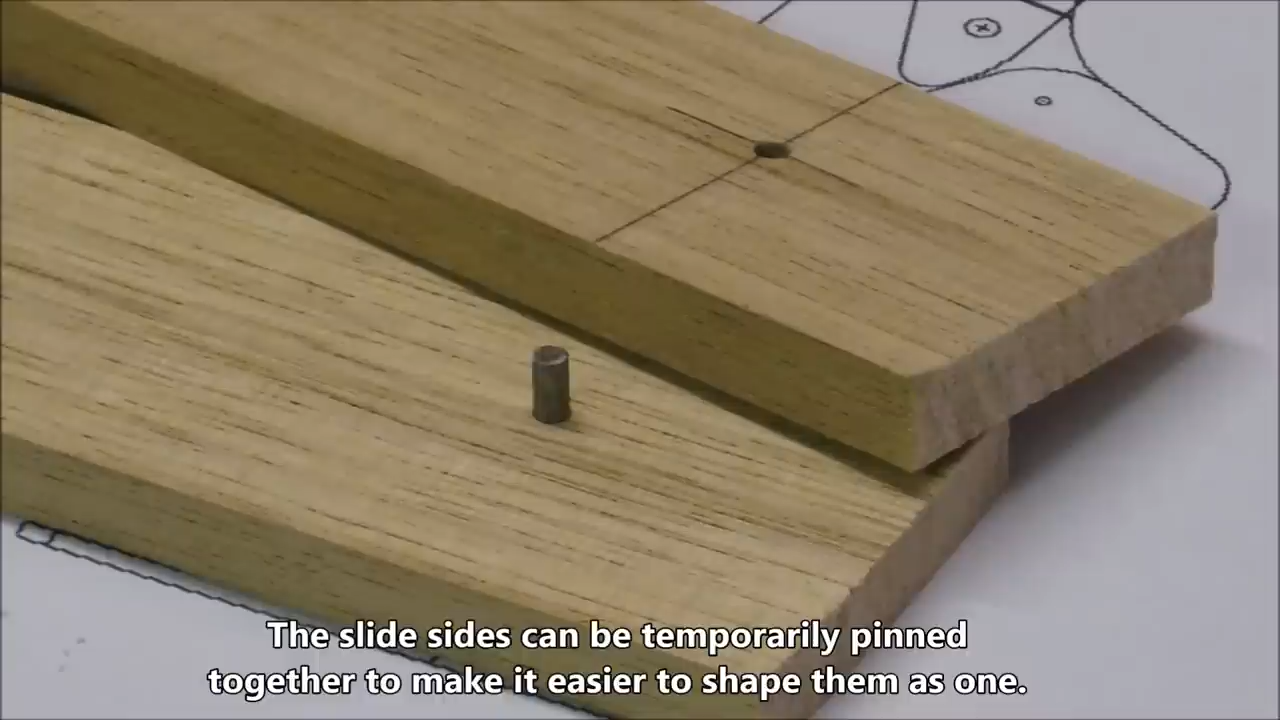 The slide sides can be temporarily pinned
together to make it easier to shape them as one.